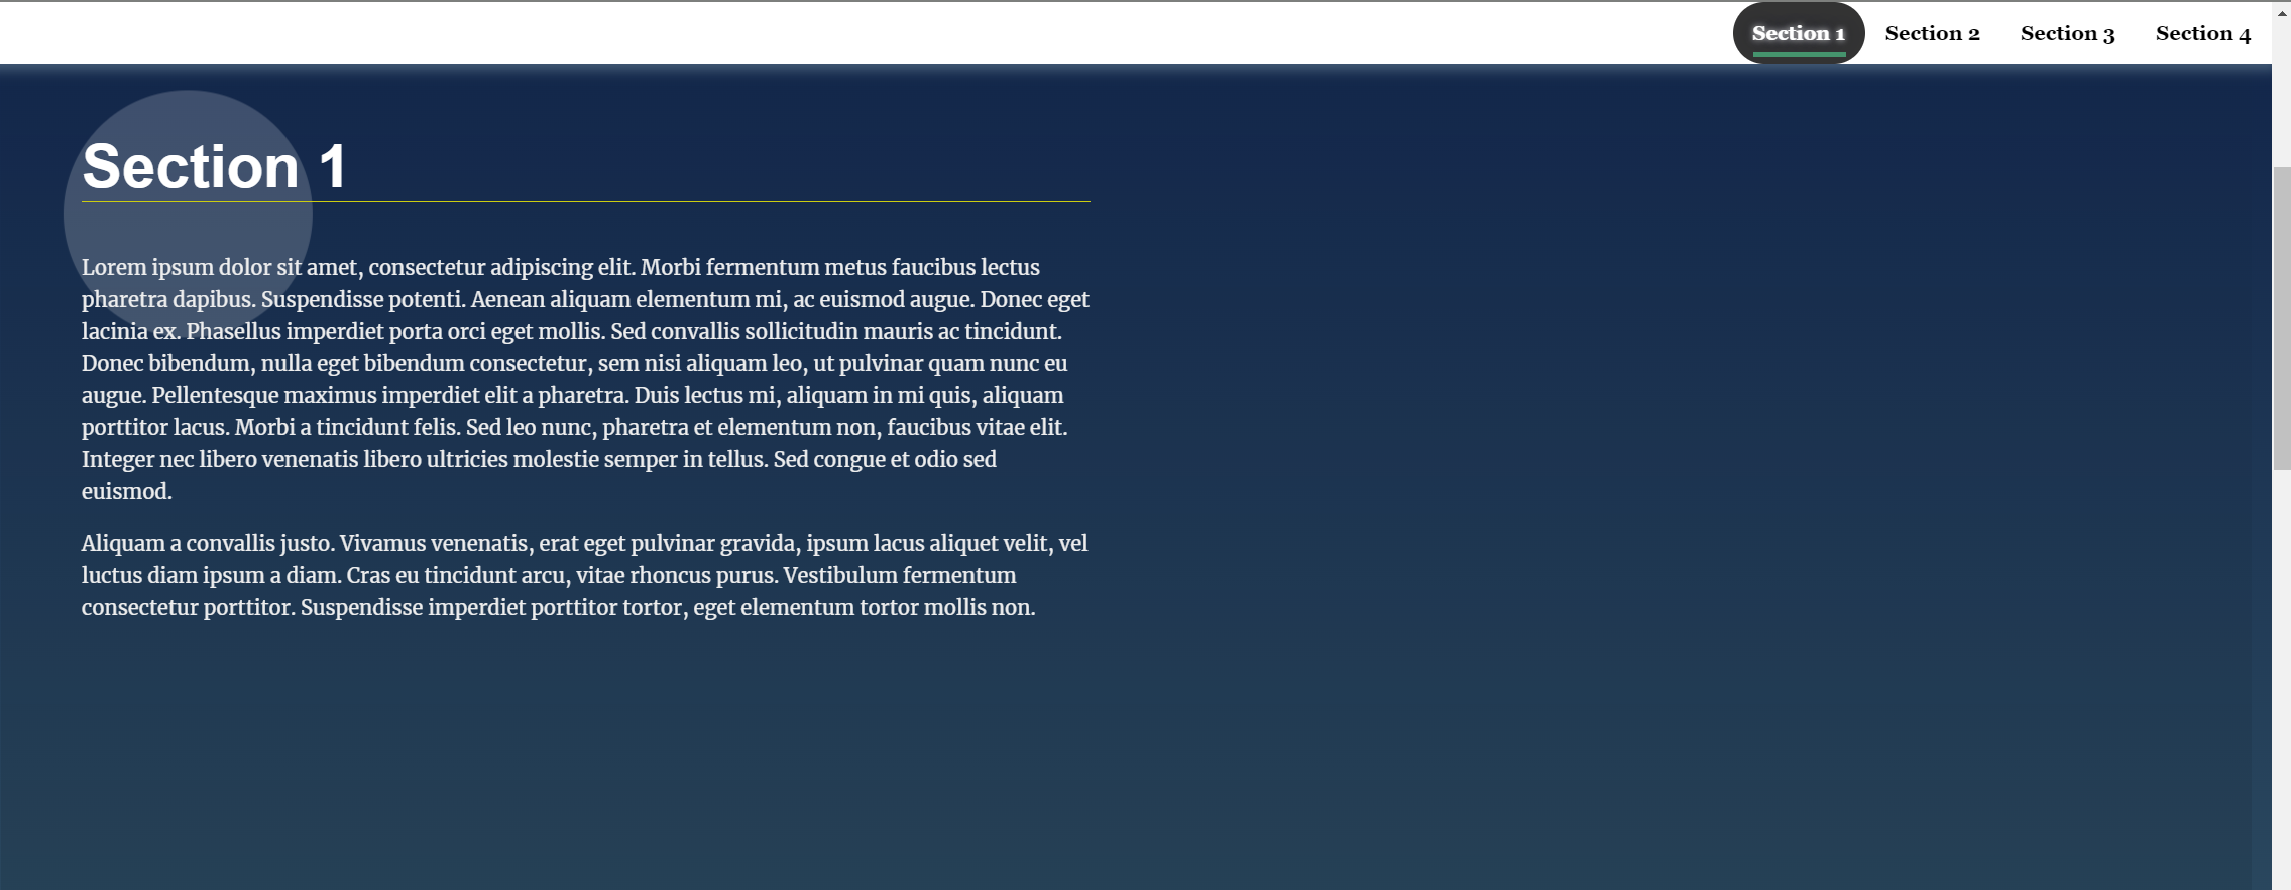 Section 1 Section 2 Section 3 Section 4
Section 1
Lorem ipsum dolor sit amet, consectetur adipiscing elit. Morbi fermentum metus faucibus lectus
pharetra dapibus. Suspendisse potenti. Aenean aliquam elementum mi, ac euismod augue. Donec eget
lacinia ex. Phasellus imperdiet porta orci eget mollis. Sed convallis sollicitudin mauris ac tincidunt.
Donec bibendum, nulla eget bibendum consectetur, sem nisi aliquam leo, ut pulvinar quam nunc eu
augue. Pellentesque maximus imperdiet elit a pharetra. Duis lectus mi, aliquam in mi quis, aliquam
porttitor lacus. Morbi a tincidunt felis. Sed leo nunc, pharetra et elementum non, faucibus vitae elit.
Integer nec libero venenatis libero ultricies molestie semper in tellus. Sed congue et odio sed
euismod.
Aliquam a convallis justo. Vivamus venenatis, erat eget pulvinar gravida, ipsum lacus aliquet velit, vel
luctus diam ipsum a diam. Cras eu tincidunt arcu, vitae rhoncus purus. Vestibulum fermentum
consectetur porttitor. Suspendisse imperdiet porttitor tortor, eget elementum tortor mollis non.